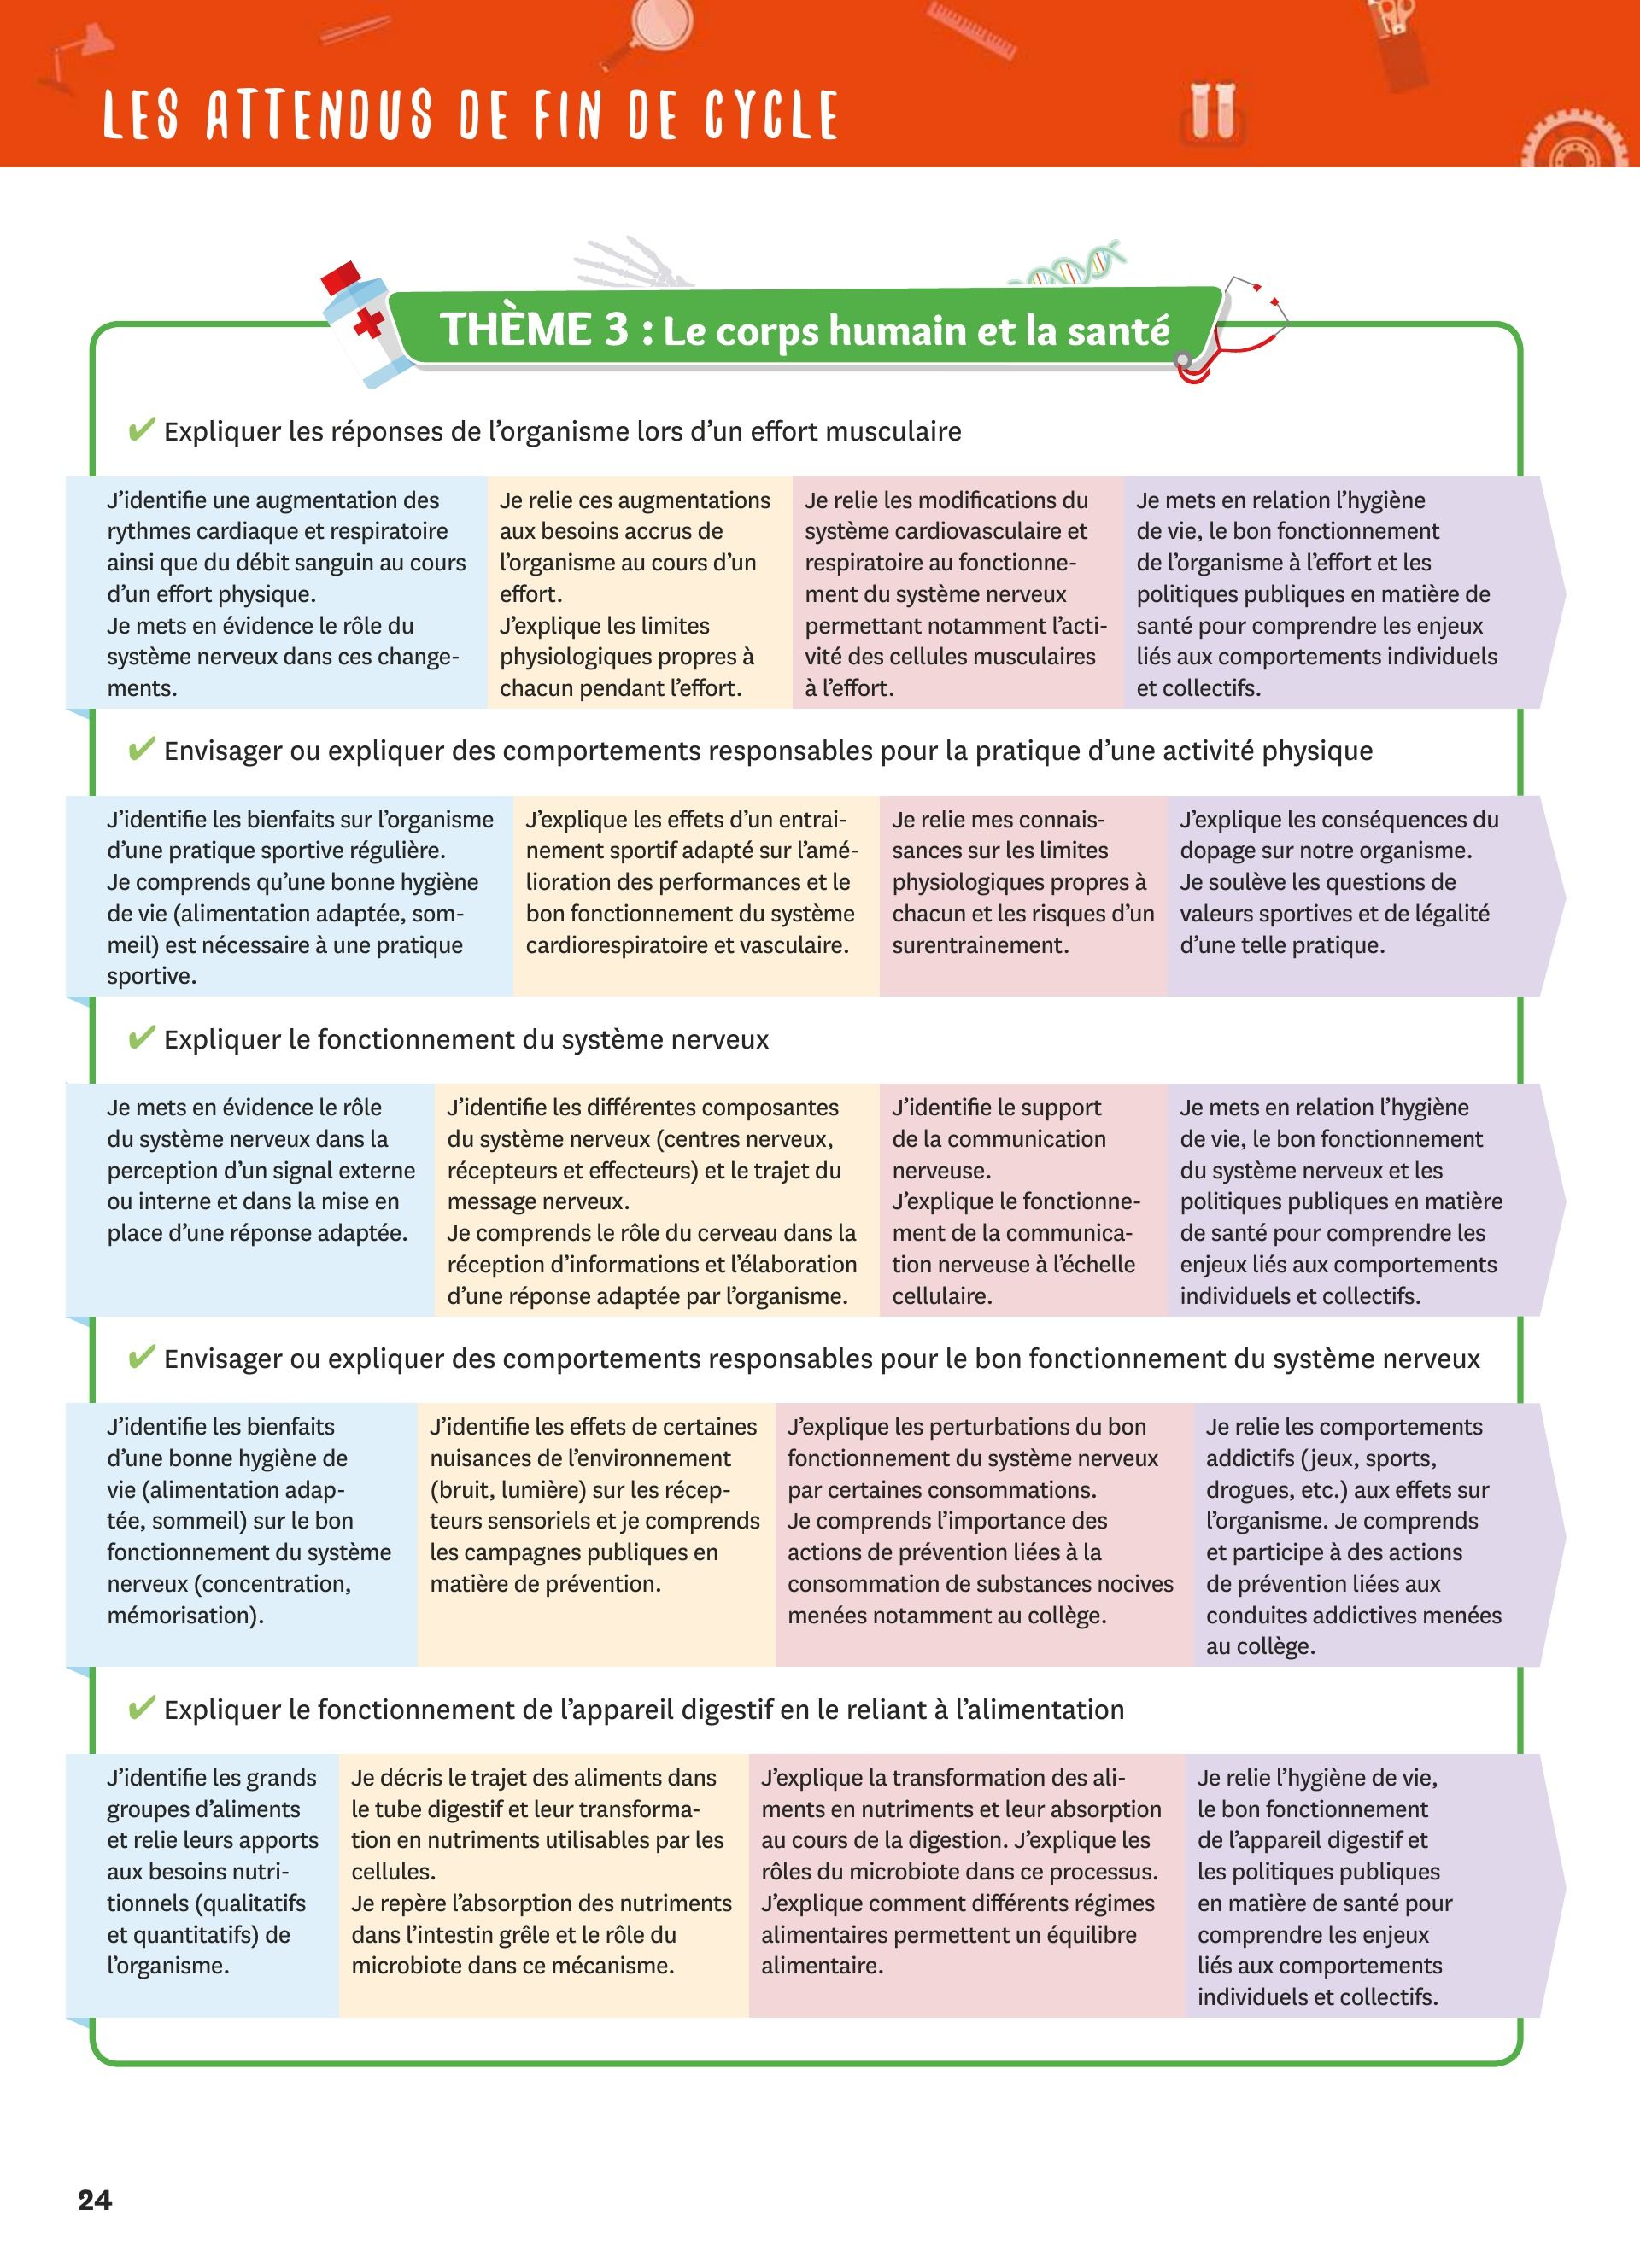 LES ATTENDUS DE FIN DE CYCLE
THÈME 3 : Le corps humain et la santé
✔ Expliquer les réponses de l’organisme lors d’un effort musculaire
J’identifie une augmentation des
rythmes cardiaque et respiratoire
ainsi que du débit sanguin au cours
d’un effort physique.
Je mets en évidence le rôle du
système nerveux dans ces change-
ments.
Je relie ces augmentations
aux besoins accrus de
l’organisme au cours d’un
effort.
J’explique les limites
physiologiques propres à
chacun pendant l’effort.
Je relie les modifications du
système cardiovasculaire et
respiratoire au fonctionne-
ment du système nerveux
permettant notamment l’acti-
vité des cellules musculaires
à l’effort.
Je mets en relation l’hygiène
de vie, le bon fonctionnement
de l’organisme à l’effort et les
politiques publiques en matière de
santé pour comprendre les enjeux
liés aux comportements individuels
et collectifs.
✔ Envisager ou expliquer des comportements responsables pour la pratique d’une activité physique
J’identifie les bienfaits sur l’organisme
d’une pratique sportive régulière.
Je comprends qu’une bonne hygiène
de vie (alimentation adaptée, som-
meil) est nécessaire à une pratique
sportive.
J’explique les effets d’un entrai-
nement sportif adapté sur l’amé-
lioration des performances et le
bon fonctionnement du système
cardiorespiratoire et vasculaire.
Je relie mes connais-
sances sur les limites
physiologiques propres à
chacun et les risques d’un
surentrainement.
J’explique les conséquences du
dopage sur notre organisme.
Je soulève les questions de
valeurs sportives et de légalité
d’une telle pratique.
✔ Expliquer le fonctionnement du système nerveux
Je mets en évidence le rôle
du système nerveux dans la
perception d’un signal externe
ou interne et dans la mise en
place d’une réponse adaptée.
J’identifie les différentes composantes
du système nerveux (centres nerveux,
récepteurs et effecteurs) et le trajet du
message nerveux.
Je comprends le rôle du cerveau dans la
réception d’informations et l’élaboration
d’une réponse adaptée par l’organisme.
J’identifie le support
de la communication
nerveuse.
J’explique le fonctionne-
ment de la communica-
tion nerveuse à l’échelle
cellulaire.
Je mets en relation l’hygiène
de vie, le bon fonctionnement
du système nerveux et les
politiques publiques en matière
de santé pour comprendre les
enjeux liés aux comportements
individuels et collectifs.
✔ Envisager ou expliquer des comportements responsables pour le bon fonctionnement du système nerveux
J’identifie les bienfaits
d’une bonne hygiène de
vie (alimentation adap-
tée, sommeil) sur le bon
fonctionnement du système
nerveux (concentration,
mémorisation).
J’identifie les effets de certaines
nuisances de l’environnement
(bruit, lumière) sur les récep-
teurs sensoriels et je comprends
les campagnes publiques en
matière de prévention.
J’explique les perturbations du bon
fonctionnement du système nerveux
par certaines consommations.
Je comprends l’importance des
actions de prévention liées à la
consommation de substances nocives
menées notamment au collège.
Je relie les comportements
addictifs (jeux, sports,
drogues, etc.) aux effets sur
l’organisme. Je comprends
et participe à des actions
de prévention liées aux
conduites addictives menées
au collège.
✔ Expliquer le fonctionnement de l’appareil digestif en le reliant à l’alimentation
J’identifie les grands
groupes d’aliments
et relie leurs apports
aux besoins nutri-
tionnels (qualitatifs
et quantitatifs) de
l’organisme.
Je décris le trajet des aliments dans
le tube digestif et leur transforma-
tion en nutriments utilisables par les
cellules.
Je repère l’absorption des nutriments
dans l’intestin grêle et le rôle du
microbiote dans ce mécanisme.
J’explique la transformation des ali-
ments en nutriments et leur absorption
au cours de la digestion. J’explique les
rôles du microbiote dans ce processus.
J’explique comment différents régimes
alimentaires permettent un équilibre
alimentaire.
Je relie l’hygiène de vie,
le bon fonctionnement
de l’appareil digestif et
les politiques publiques
en matière de santé pour
comprendre les enjeux
liés aux comportements
individuels et collectifs.
24